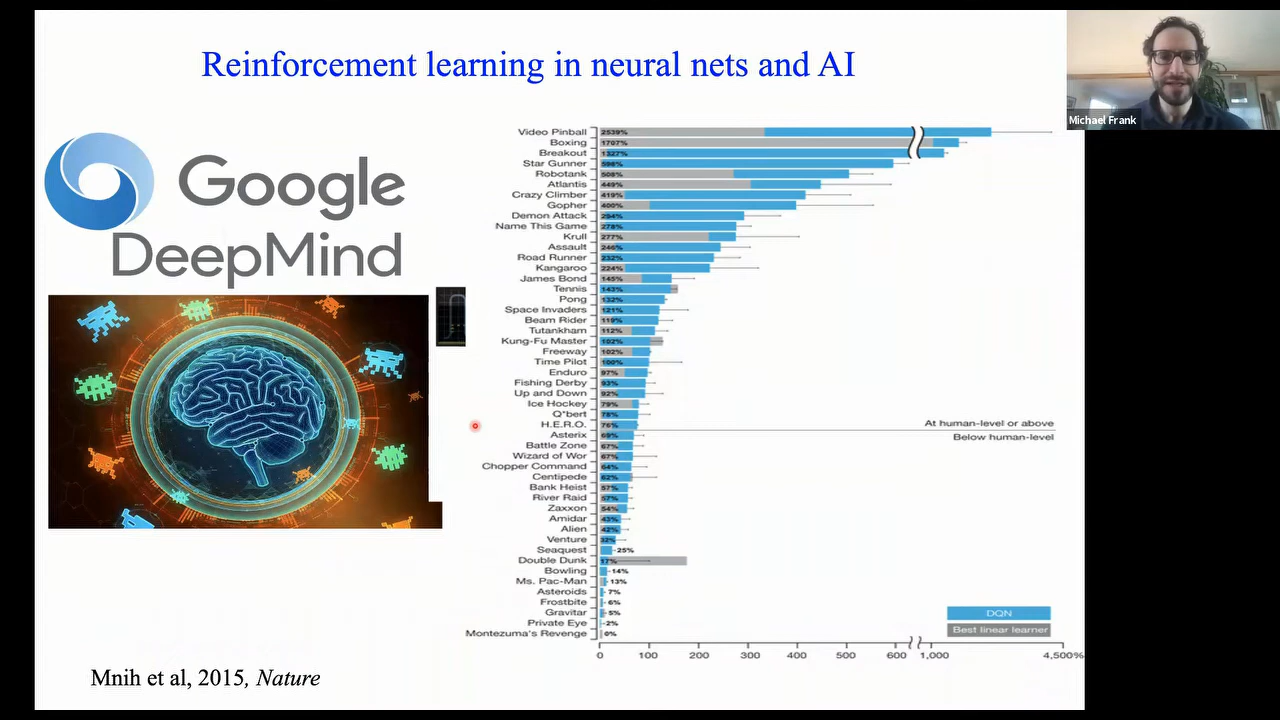 Reinforcement learning in neural nets and AI
Michael Frank
Google
DeepMind
Video Pinball 2539%
Boxing 1707%
Breakout 1327%
Star Gunner 598%
Robotank 508%
Atlantis 449%
Crazy Climber 419%
Gopher 400%
Demon Attack 294%
Name This Game 278%
Krull 277%
Assault 246%
Road Runner 232%
Kangaroo 224%
James Bond 145%
Tennis 143%
Pong 132%
Space Invaders 121%
Beam Rider 119%
Tutankham 112%
Kung-Fu Master 102%
Freeway 102%
Time Pilot 100%
Enduro 97%
Fishing Derby 93%
Up and Down 92%
Ice Hockey 79%
Q*bert 78%
H.E.R.O. 76%
At human-level or above
Asterix 69%
Below human-level
Battle Zone 67%
Wizard of Wor 67%
Chopper Command 64%
Centipede 62%
Bank Heist 57%
River Raid 57%
Zaxxon 54%
Amidar 43%
Alien 42%
Venture 32%
Seaquest 25%
Double Dunk 17%
Bowling 14%
Ms. Pac-Man 13%
Asteroids 7%
Frostbite 6%
Gravitar 5%
Private Eye 2%
Montezuma's Revenge 0%
DQN
Best linear learner
0 100 200 300 400 500 600 1,000 4,500%
Mnih et al, 2015, Nature